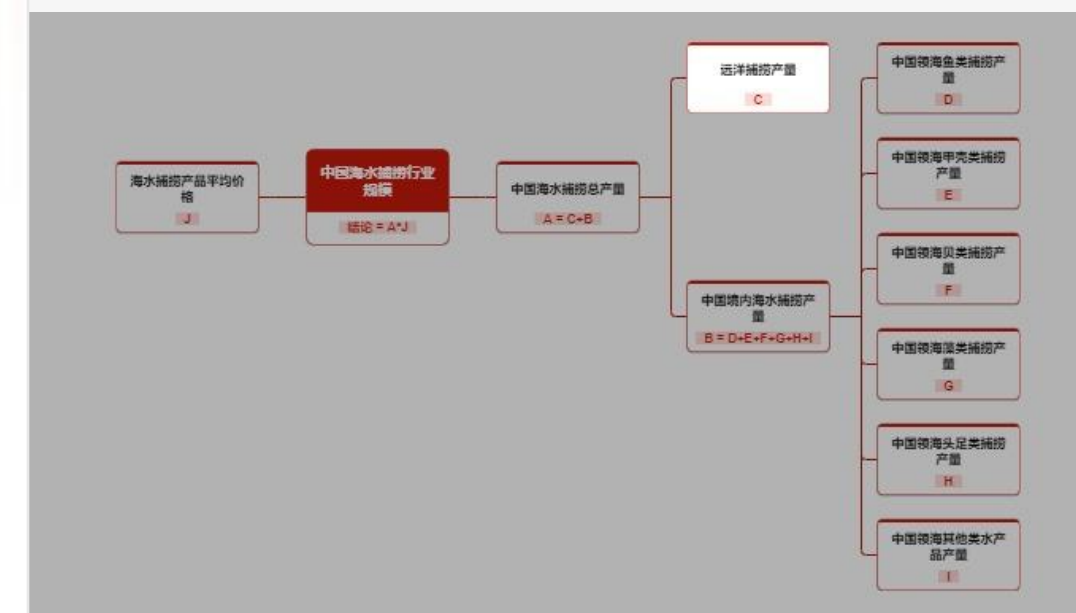 海水捕捞产品平均价
格
J
中国海水捕捞行业
规模
结论 = A*J
中国海水捕捞总产量
A = C+B
远洋捕捞产量
C
中国境内海水捕捞产
量
B = D+E+F+G+H+I
中国领海鱼类捕捞产
量
D
中国领海甲壳类捕捞
产量
E
中国领海贝类捕捞产
量
F
中国领海藻类捕捞产
量
G
中国领海头足类捕捞
产量
H
中国领海其他类水产
品产量
I